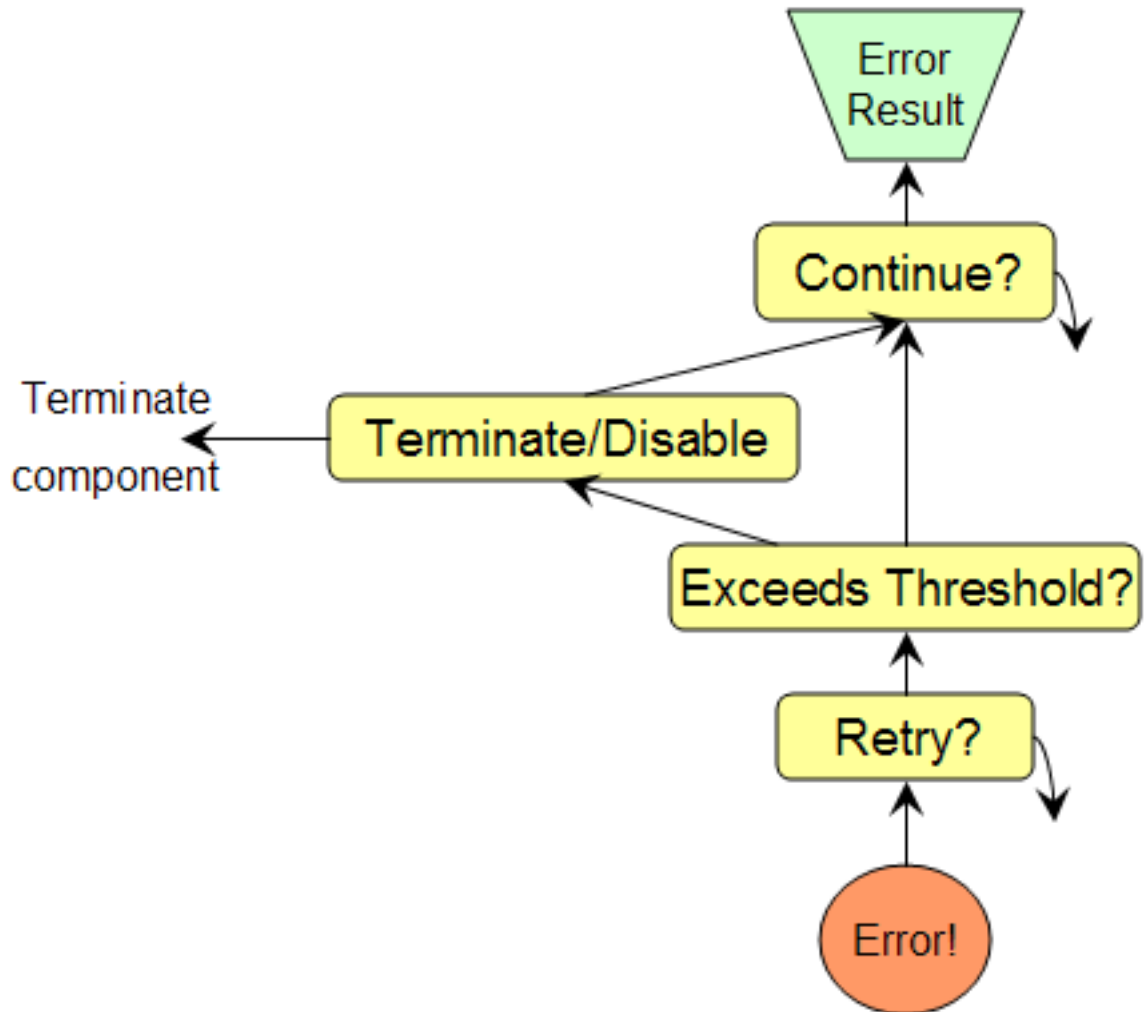 Error
Result
Continue?
Terminate
component
Terminate/Disable
Exceeds Threshold?
Retry?
Error!